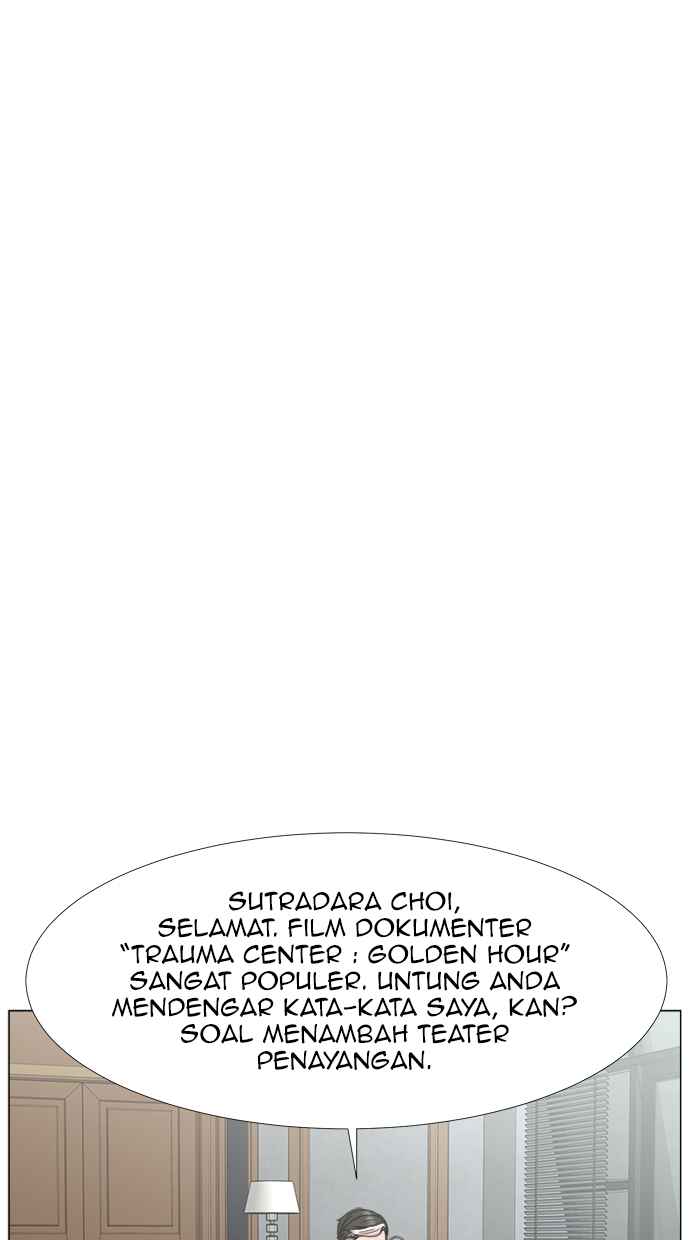 SUTRADARA CHOI,
SELAMAT. FILM DOKUMENTER
“TRAUMA CENTER : GOLDEN HOUR”
SANGAT POPULER. UNTUNG ANDA
MENDENGAR KATA-KATA SAYA, KAN?
SOAL MENAMBAH TEATER
PENAYANGAN.